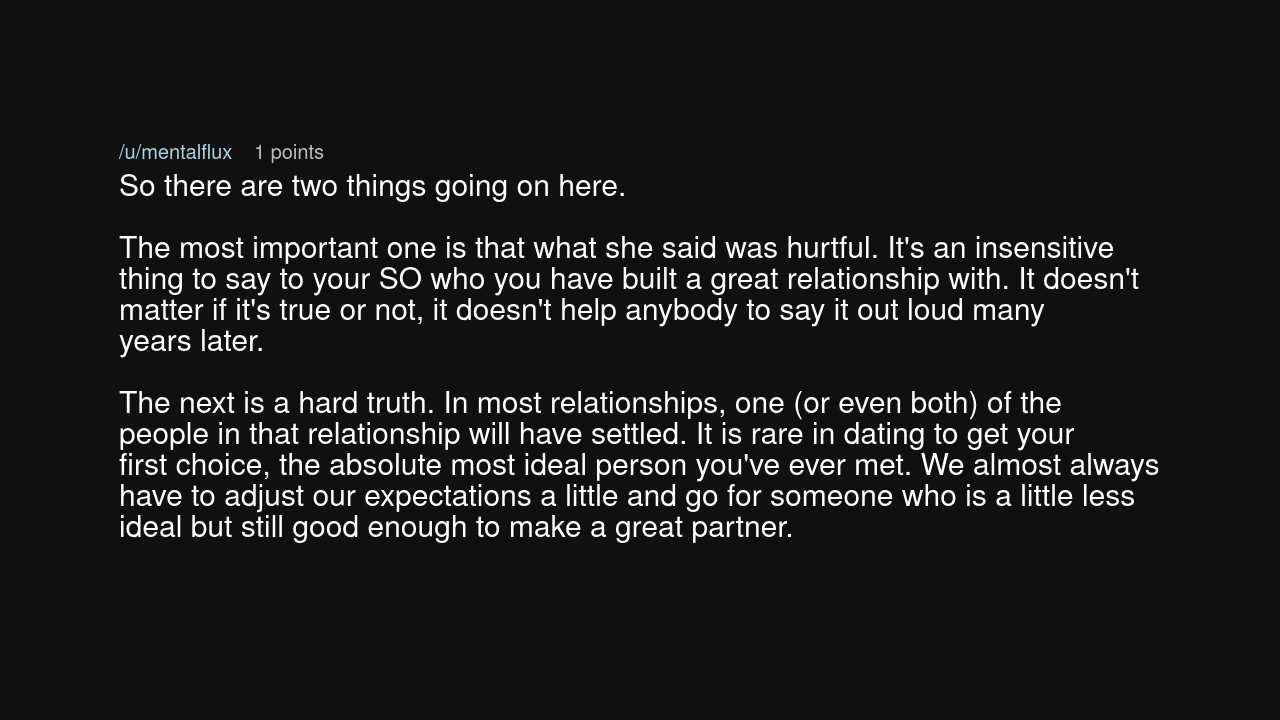 /u/mentalflux 1 points
So there are two things going on here.
The most important one is that what she said was hurtful. It's an insensitive
thing to say to your SO who you have built a great relationship with. It doesn't
matter if it's true or not, it doesn't help anybody to say it out loud many
years later.
The next is a hard truth. In most relationships, one (or even both) of the
people in that relationship will have settled. It is rare in dating to get your
first choice, the absolute most ideal person you've ever met. We almost always
have to adjust our expectations a little and go for someone who is a little less
ideal but still good enough to make a great partner.